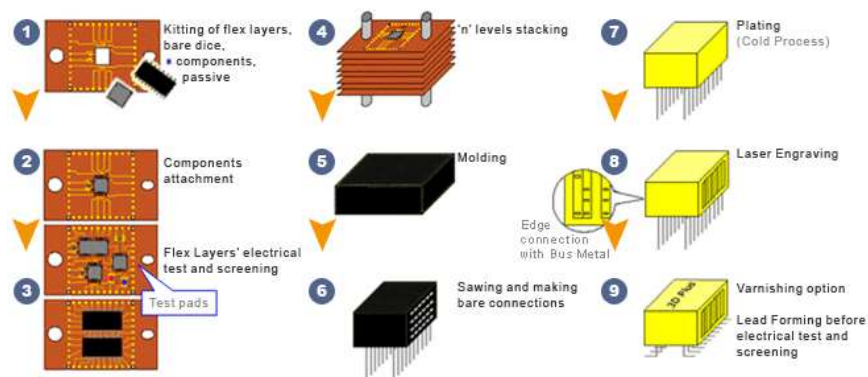 1
Kitting of flex layers,
bare dice,
components,
passive
2
Components
attachment
Flex Layers' electrical
test and screening
3
Test pads
4
'n' levels stacking
5
Molding
6
Sawing and making
bare connections
7
Plating
(Cold Process)
8
Laser Engraving
Edge
connection
with Bus Metal
9
3D Plus
Varnishing option
Lead Forming before
electrical test and
screening